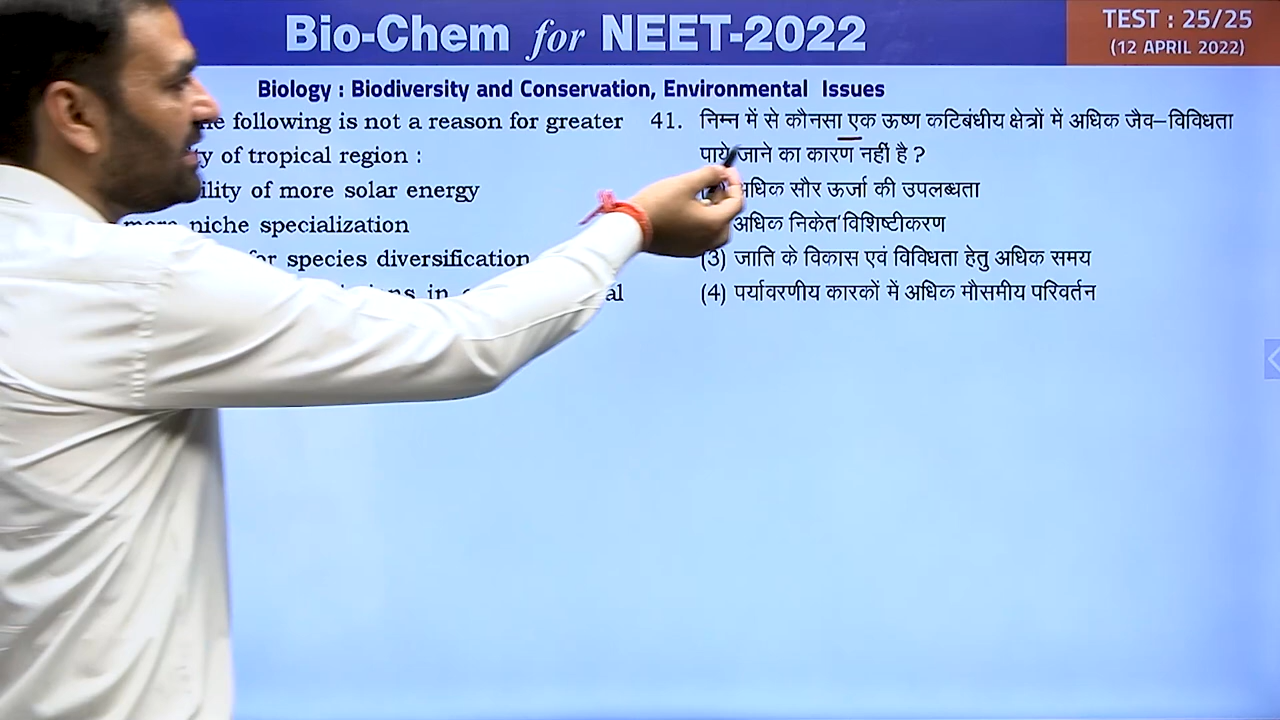 Bio-Chem for NEET-2022
TEST : 25/25
(12 APRIL 2022)
Biology : Biodiversity and Conservation, Environmental Issues
following is not a reason for greater
of tropical region :
of more solar energy
more niche specialization
for species diversification
in
41. निम्न में से कौनसा एक ऊष्ण कटिबंधीय क्षेत्रों में अधिक जैव-विविधता
पाये जाने का कारण नहीं है ?
अधिक सौर ऊर्जा की उपलब्धता
अधिक निकेत विशिष्टीकरण
(3) जाति के विकास एवं विविधता हेतु अधिक समय
(4) पर्यावरणीय कारकों में अधिक मौसमीय परिवर्तन